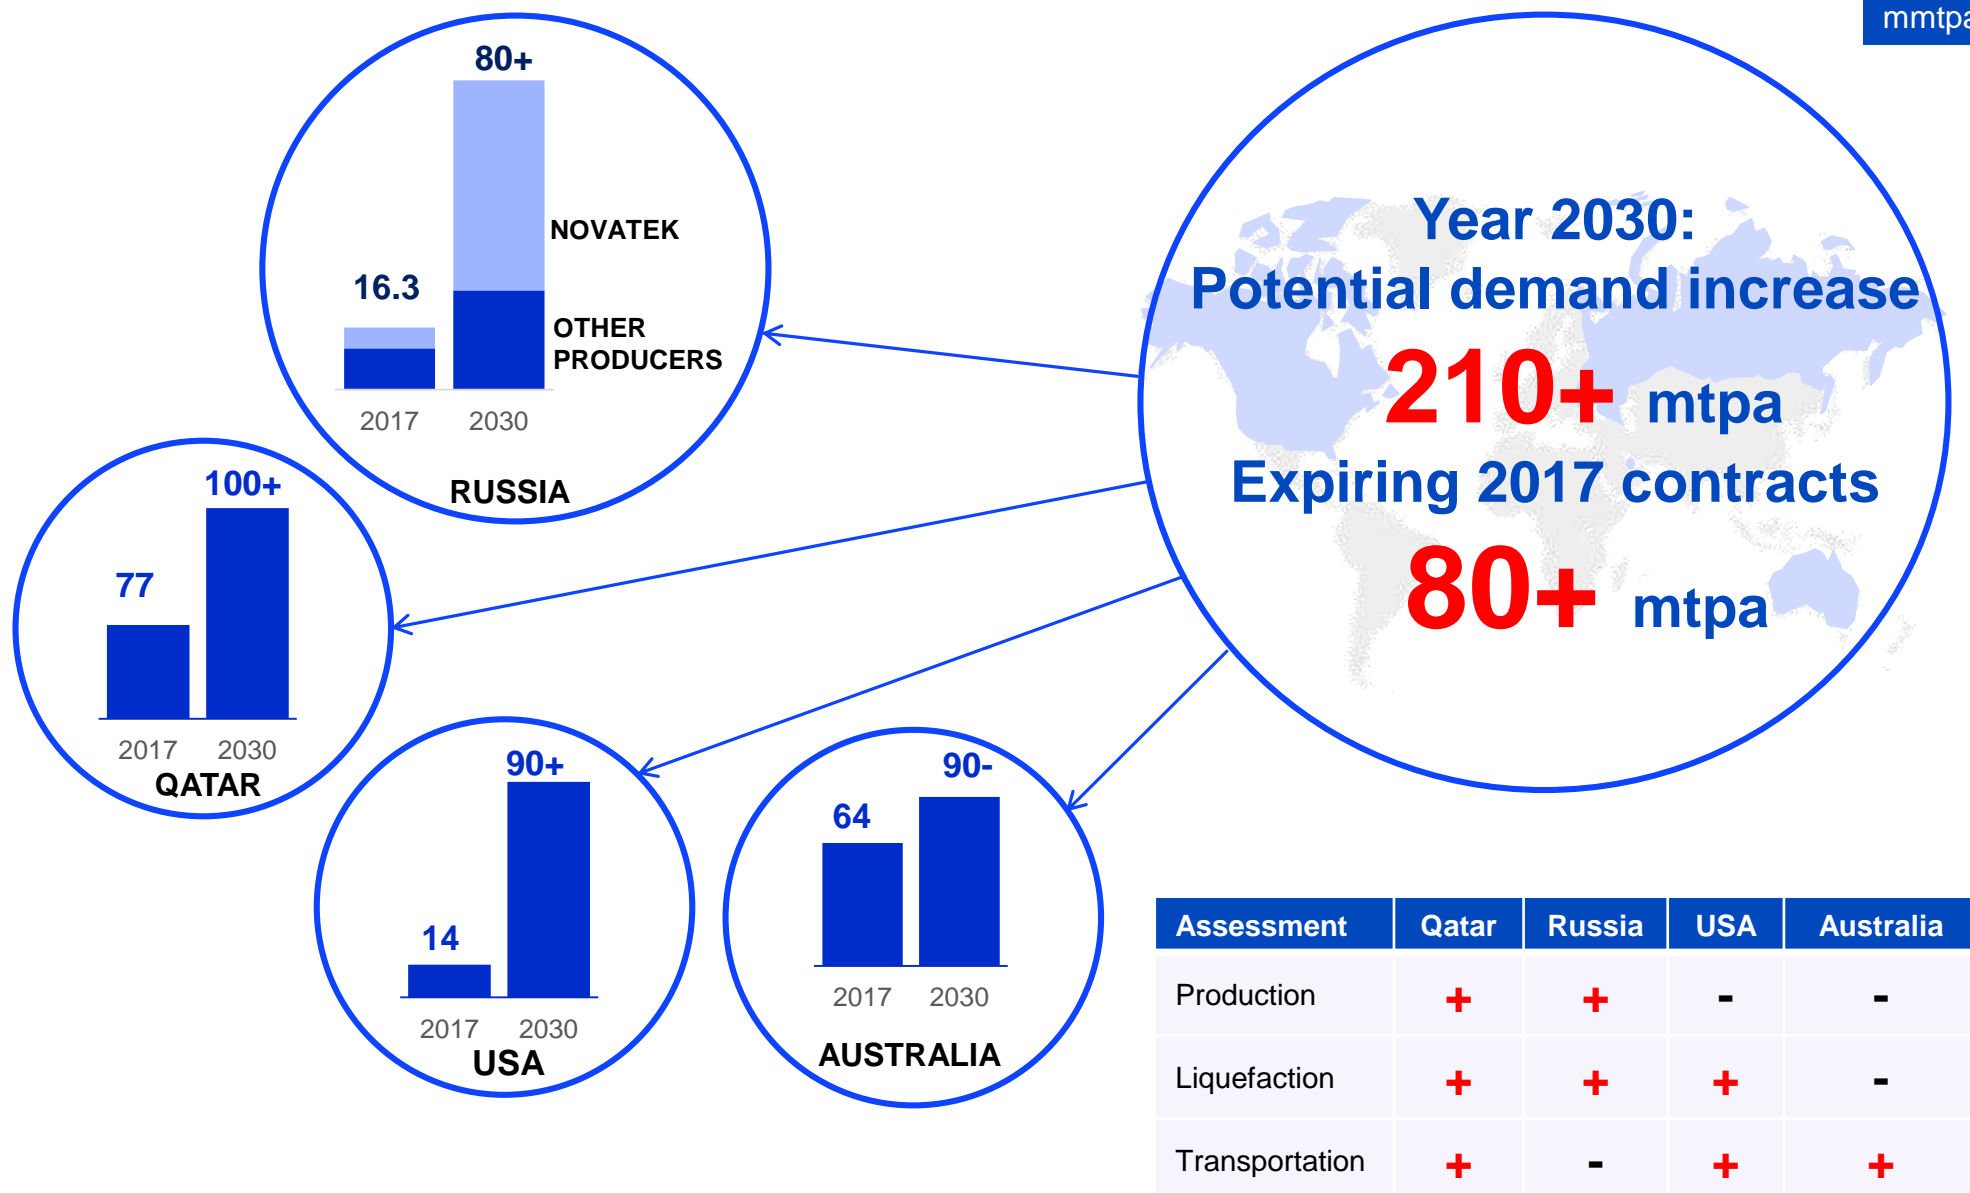 mmtpa
80+
NOVATEK
16.3
OTHER
PRODUCERS
2017 2030
RUSSIA
Year 2030:
Potential demand increase
210+ mtpa
Expiring 2017 contracts
80+ mtpa
100+
77
2017 2030
QATAR
90+
14
2017 2030
USA
90-
64
2017 2030
AUSTRALIA
Assessment Qatar Russia USA Australia
Production + + - -
Liquefaction + + + -
Transportation + - + +